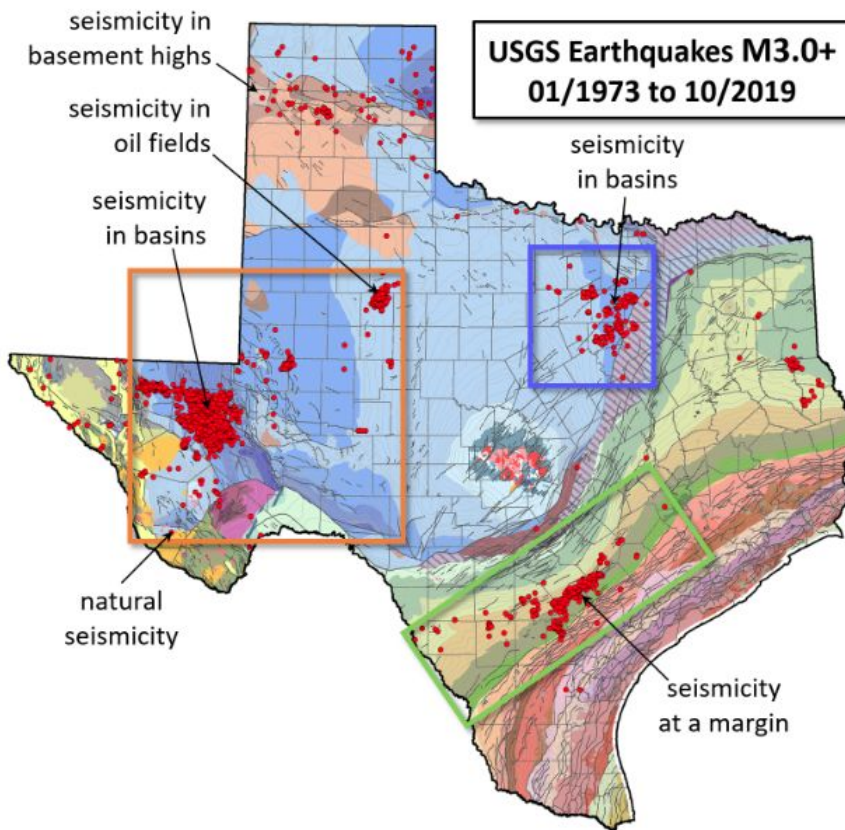 seismicity in
basement highs
USGS Earthquakes M3.0+
01/1973 to 10/2019
seismicity in
oil fields
seismicity
in basins
seismicity
in basins
natural
seismicity
seismicity
at a margin